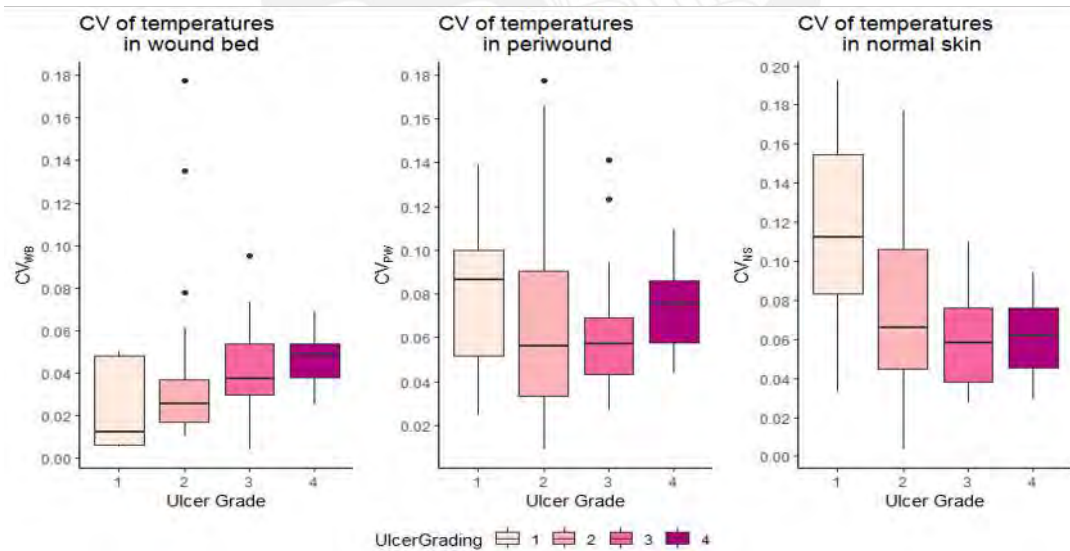 CV of temperatures
in wound bed
CV_WB
0.18
0.16
0.14
0.12
0.10
0.08
0.06
0.04
0.02
0.00
1 2 3 4
Ulcer Grade
CV of temperatures
in periwound
CV_PW
0.18
0.16
0.14
0.12
0.10
0.08
0.06
0.04
0.02
1 2 3 4
Ulcer Grade
CV of temperatures
in normal skin
CV_NS
0.20
0.18
0.16
0.14
0.12
0.10
0.08
0.06
0.04
0.02
0.00
1 2 3 4
Ulcer Grade
UlcerGrading 1 2 3 4